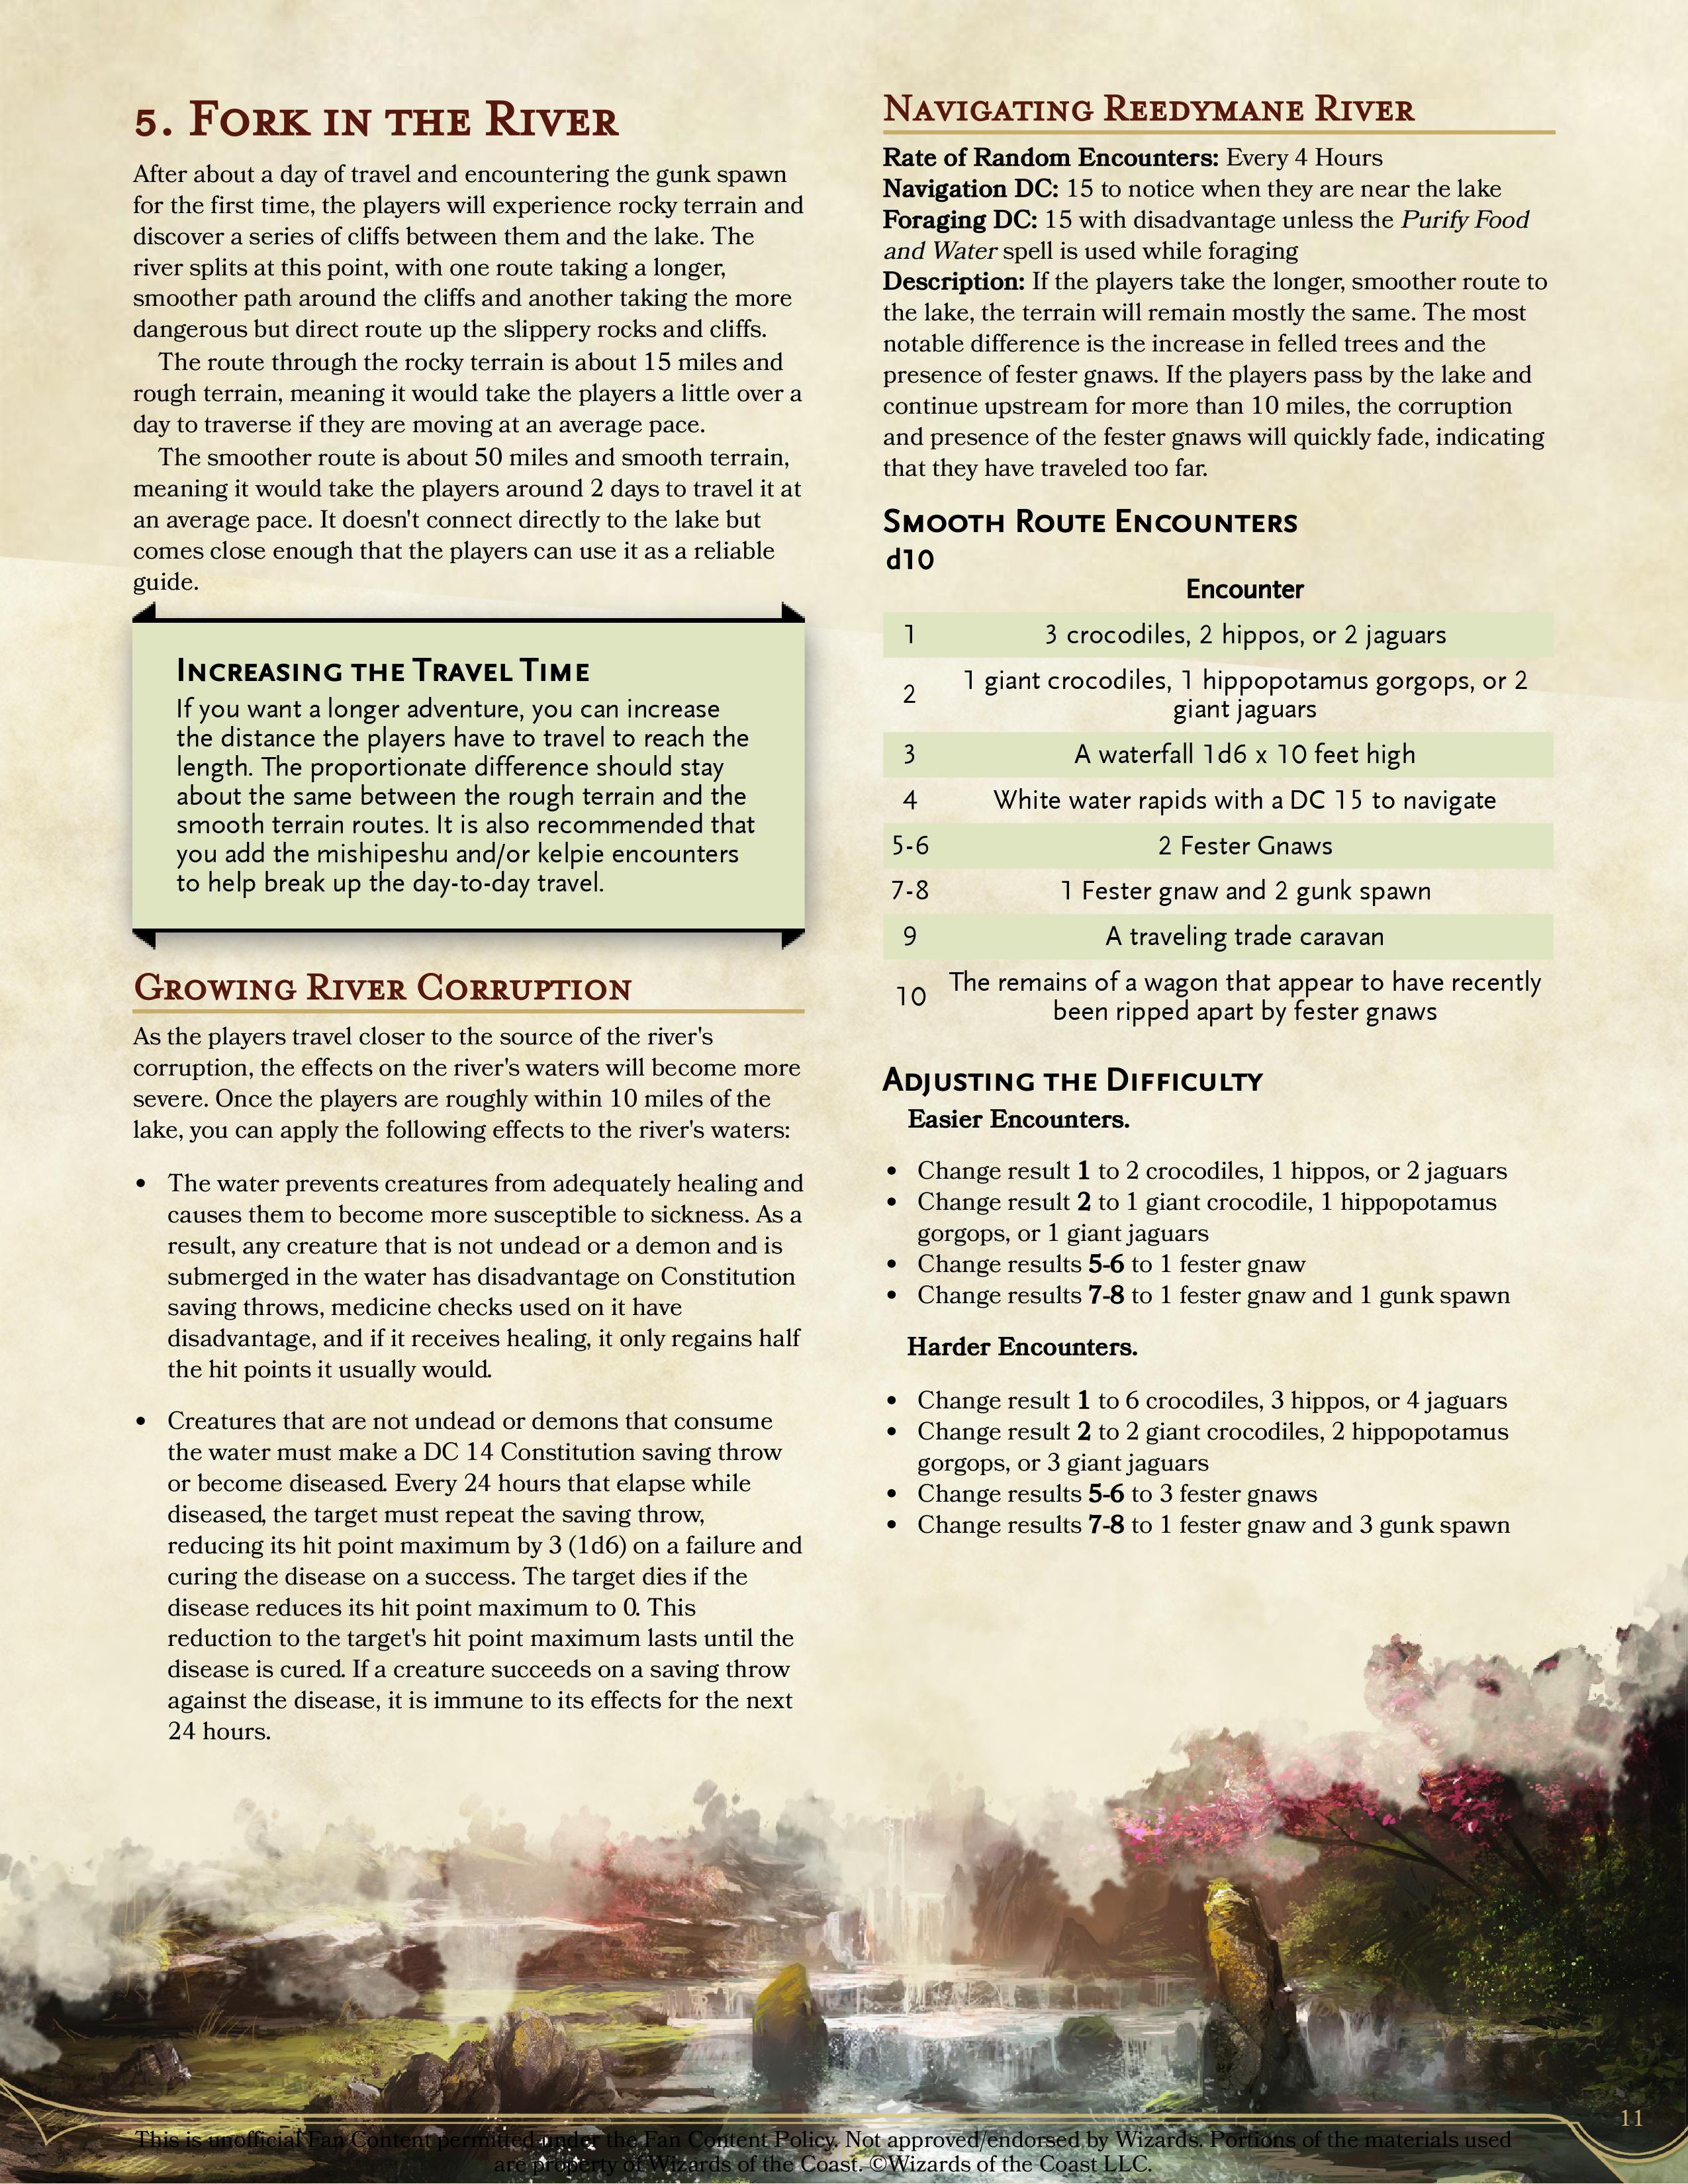 5. Fork in the River
After about a day of travel and encountering the gunk spawn
for the first time, the players will experience rocky terrain and
discover a series of cliffs between them and the lake. The
river splits at this point, with one route taking a longer,
smoother path around the cliffs and another taking the more
dangerous but direct route up the slippery rocks and cliffs.
The route through the rocky terrain is about 15 miles and
rough terrain, meaning it would take the players a little over a
day to traverse if they are moving at an average pace.
The smoother route is about 50 miles and smooth terrain,
meaning it would take the players around 2 days to travel it at
an average pace. It doesn't connect directly to the lake but
comes close enough that the players can use it as a reliable
guide.
Increasing the Travel Time
If you want a longer adventure, you can increase
the distance the players have to travel to reach the
length. The proportionate difference should stay
about the same between the rough terrain and the
smooth terrain routes. It is also recommended that
you add the mishipeshu and/or kelpie encounters
to help break up the day-to-day travel.
Growing River Corruption
As the players travel closer to the source of the river's
corruption, the effects on the river's waters will become more
severe. Once the players are roughly within 10 miles of the
lake, you can apply the following effects to the river's waters:
• The water prevents creatures from adequately healing and
causes them to become more susceptible to sickness. As a
result, any creature that is not undead or a demon and is
submerged in the water has disadvantage on Constitution
saving throws, medicine checks used on it have
disadvantage, and if it receives healing, it only regains half
the hit points it usually would.
• Creatures that are not undead or demons that consume
the water must make a DC 14 Constitution saving throw
or become diseased. Every 24 hours that elapse while
diseased, the target must repeat the saving throw,
reducing its hit point maximum by 3 (1d6) on a failure and
curing the disease on a success. The target dies if the
disease reduces its hit point maximum to 0. This
reduction to the target's hit point maximum lasts until the
disease is cured. If a creature succeeds on a saving throw
against the disease, it is immune to its effects for the next
24 hours.
Navigating Reedymane River
Rate of Random Encounters: Every 4 Hours
Navigation DC: 15 to notice when they are near the lake
Foraging DC: 15 with disadvantage unless the Purify Food
and Water spell is used while foraging
Description: If the players take the longer, smoother route to
the lake, the terrain will remain mostly the same. The most
notable difference is the increase in felled trees and the
presence of fester gnaws. If the players pass by the lake and
continue upstream for more than 10 miles, the corruption
and presence of the fester gnaws will quickly fade, indicating
that they have traveled too far.
Smooth Route Encounters
d10
Encounter
1 3 crocodiles, 2 hippos, or 2 jaguars
2 1 giant crocodiles, 1 hippopotamus gorgops, or 2
giant jaguars
3 A waterfall 1d6 x 10 feet high
4 White water rapids with a DC 15 to navigate
5-6 2 Fester Gnaws
7-8 1 Fester gnaw and 2 gunk spawn
9 A traveling trade caravan
10 The remains of a wagon that appear to have recently
been ripped apart by fester gnaws
Adjusting the Difficulty
Easier Encounters.
• Change result 1 to 2 crocodiles, 1 hippos, or 2 jaguars
• Change result 2 to 1 giant crocodile, 1 hippopotamus
gorgops, or 1 giant jaguars
• Change results 5-6 to 1 fester gnaw
• Change results 7-8 to 1 fester gnaw and 1 gunk spawn
Harder Encounters.
• Change result 1 to 6 crocodiles, 3 hippos, or 4 jaguars
• Change result 2 to 2 giant crocodiles, 2 hippopotamus
gorgops, or 3 giant jaguars
• Change results 5-6 to 3 fester gnaws
• Change results 7-8 to 1 fester gnaw and 3 gunk spawn
11
This is unofficial Fan Content permitted under the Fan Content Policy. Not approved/endorsed by Wizards. Portions of the materials used
are property of Wizards of the Coast. ©Wizards of the Coast LLC.